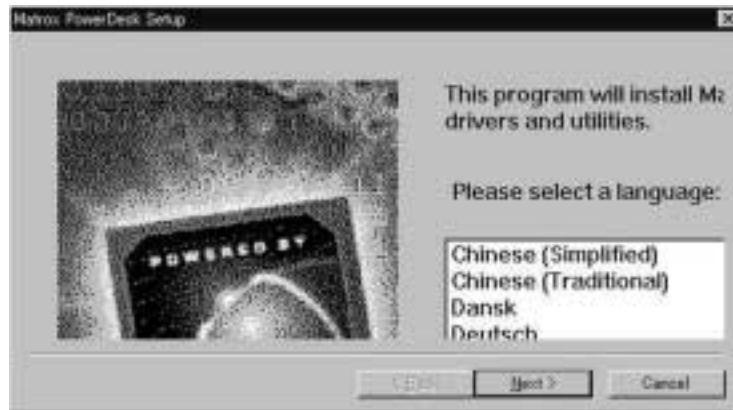 Matrox PowerDesk Setup
POWERED BY
This program will install Ma
drivers and utilities.
Please select a language:
Chinese (Simplified)
Chinese (Traditional)
Dansk
Deutsch
< Back
Next >
Cancel